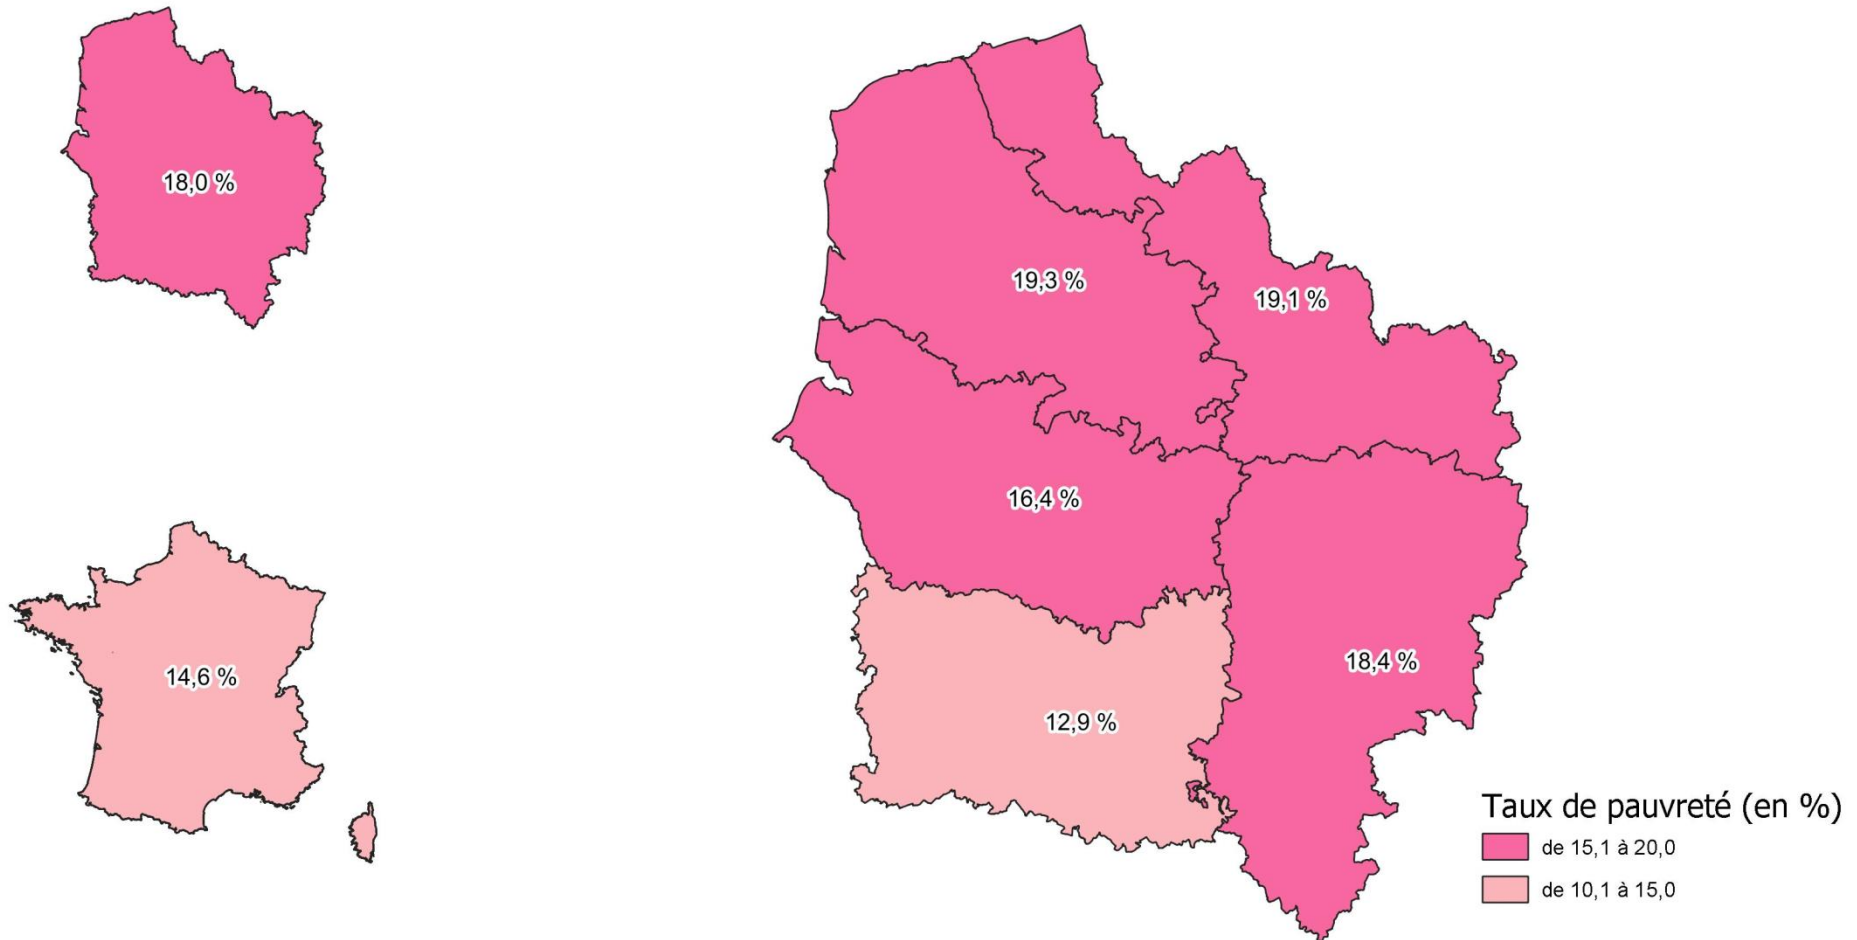 18,0 %
19,3 %
19,1 %
16,4 %
18,4 %
14,6 %
12,9 %
Taux de pauvreté (en %)
de 15,1 à 20,0
de 10,1 à 15,0